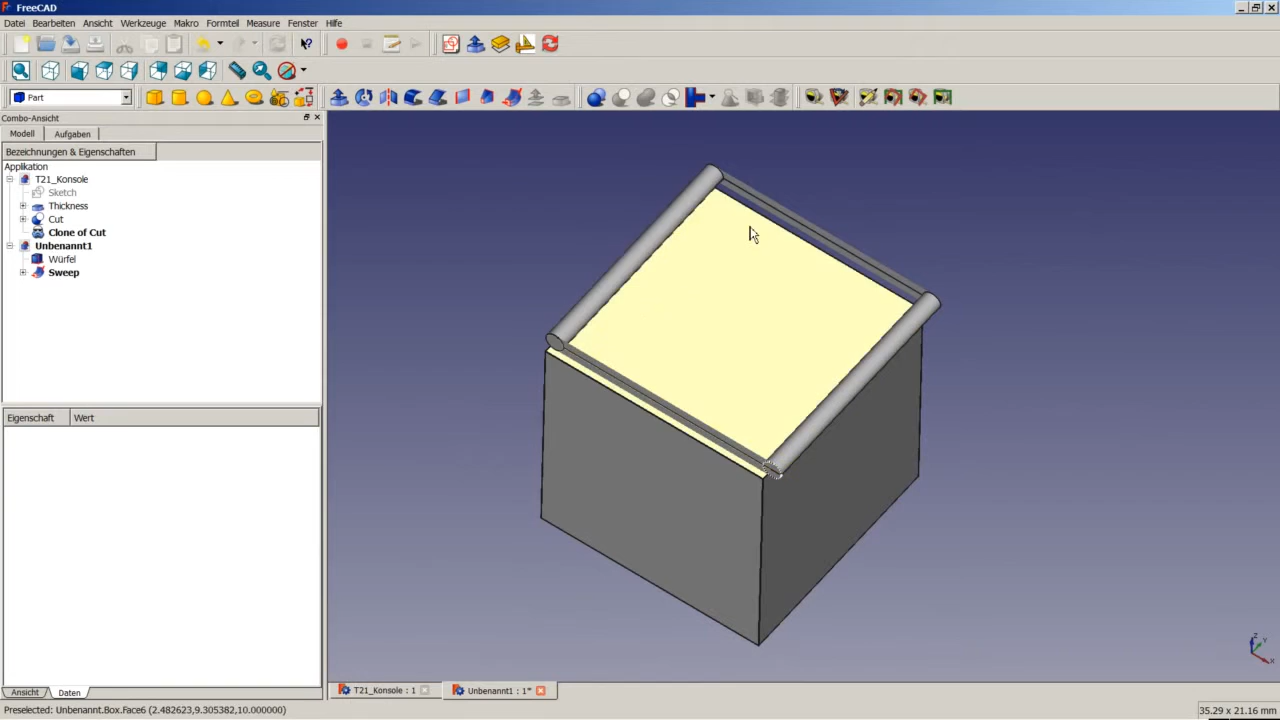 FreeCAD
Datei Bearbeiten Ansicht Werkzeuge Makro Formteil Measure Fenster Hilfe
Part
Combo-Ansicht
Modell Aufgaben
Bezeichnungen & Eigenschaften
Applikation
T21_Konsole
Sketch
Thickness
Cut
Clone of Cut
Unbenannt1
Würfel
Sweep
Eigenschaft Wert
Ansicht Daten
T21_Konsole : 1
Unbenannt1 : 1*
Preselected: Unbenannt.Box.Face6 (2.482623,9.305382,10.000000)
35.29 x 21.16 mm
Z
Y
X